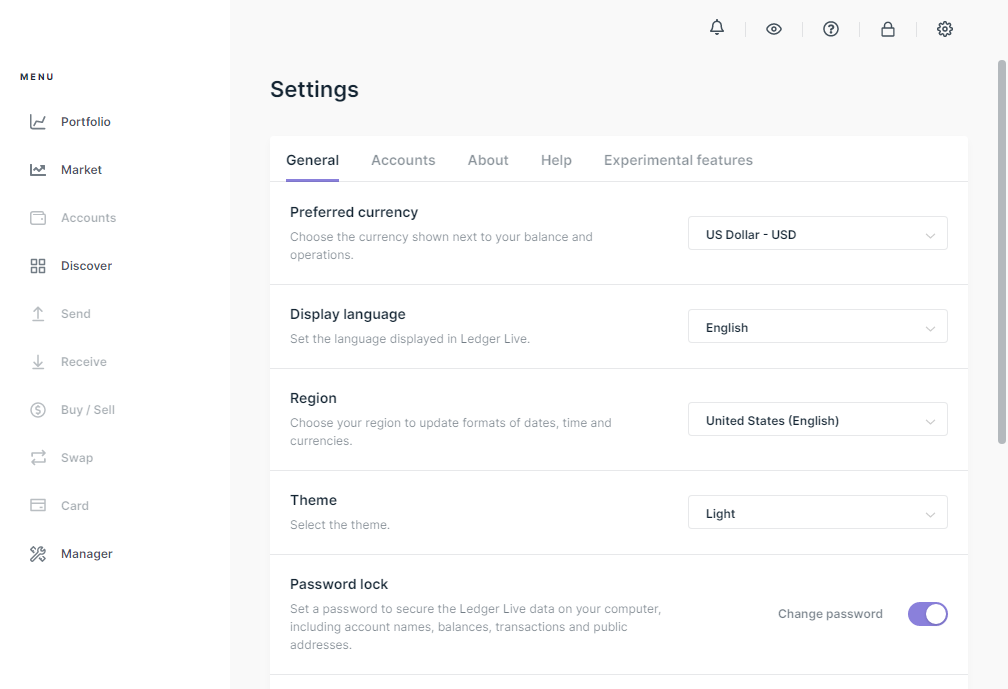 MENU
Portfolio
Market
Accounts
Discover
Send
Receive
Buy / Sell
Swap
Card
Manager
Settings
General Accounts About Help Experimental features
Preferred currency
Choose the currency shown next to your balance and
operations.
US Dollar - USD
Display language
Set the language displayed in Ledger Live.
English
Region
Choose your region to update formats of dates, time and
currencies.
United States (English)
Theme
Select the theme.
Light
Password lock
Set a password to secure the Ledger Live data on your computer,
including account names, balances, transactions and public
addresses.
Change password